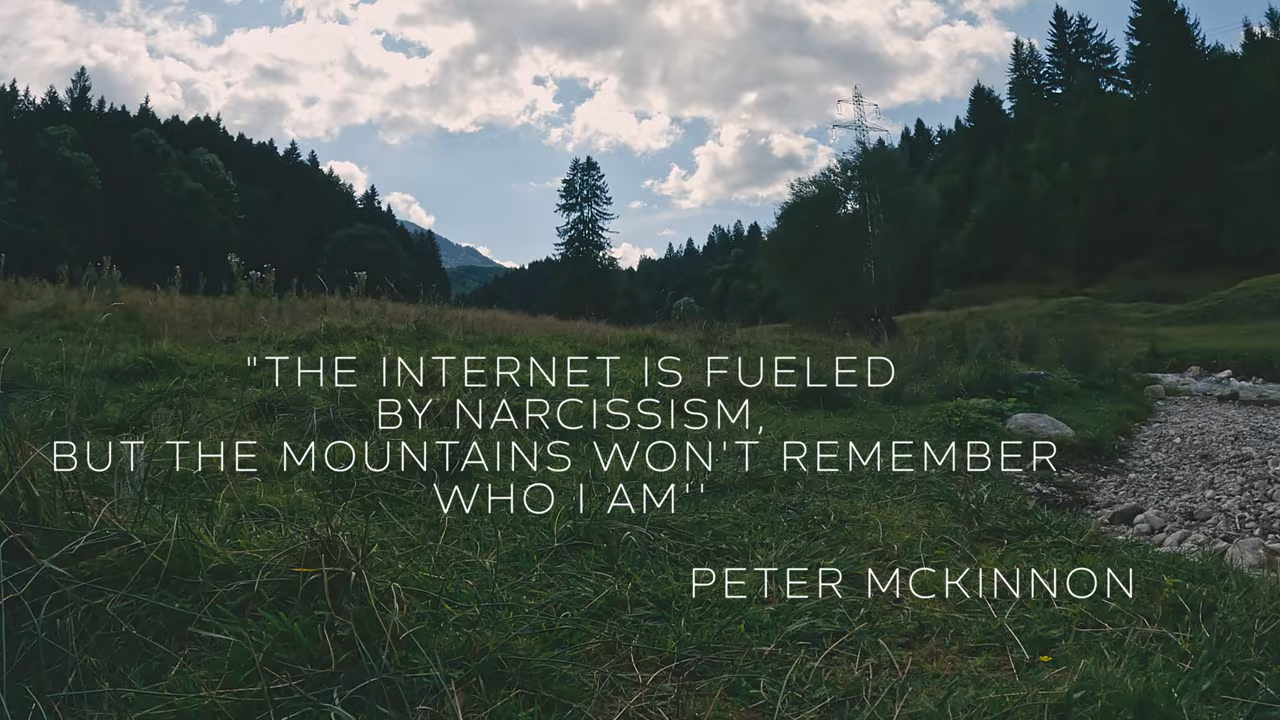 "THE INTERNET IS FUELED
BY NARCISSISM,
BUT THE MOUNTAINS WON'T REMEMBER
WHO I AM''
PETER MCKINNON